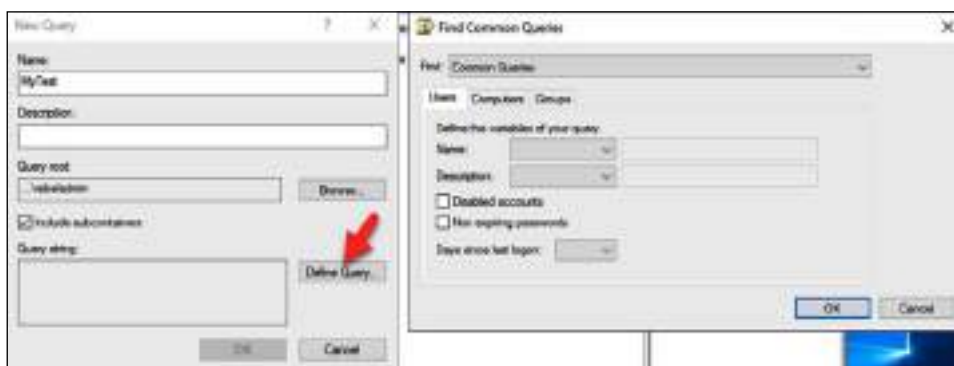 New Query
Name:
MyTest
Description:
Query root:
...\rebeladmin
Browse...
Include subcontainers
Query string:
Define Query...
OK
Cancel
Find Common Queries
Find: Common Queries
Users Computers Groups
Define the variables of your query.
Name:
Description:
Disabled accounts
Non expiring passwords
Days since last logon:
OK
Cancel